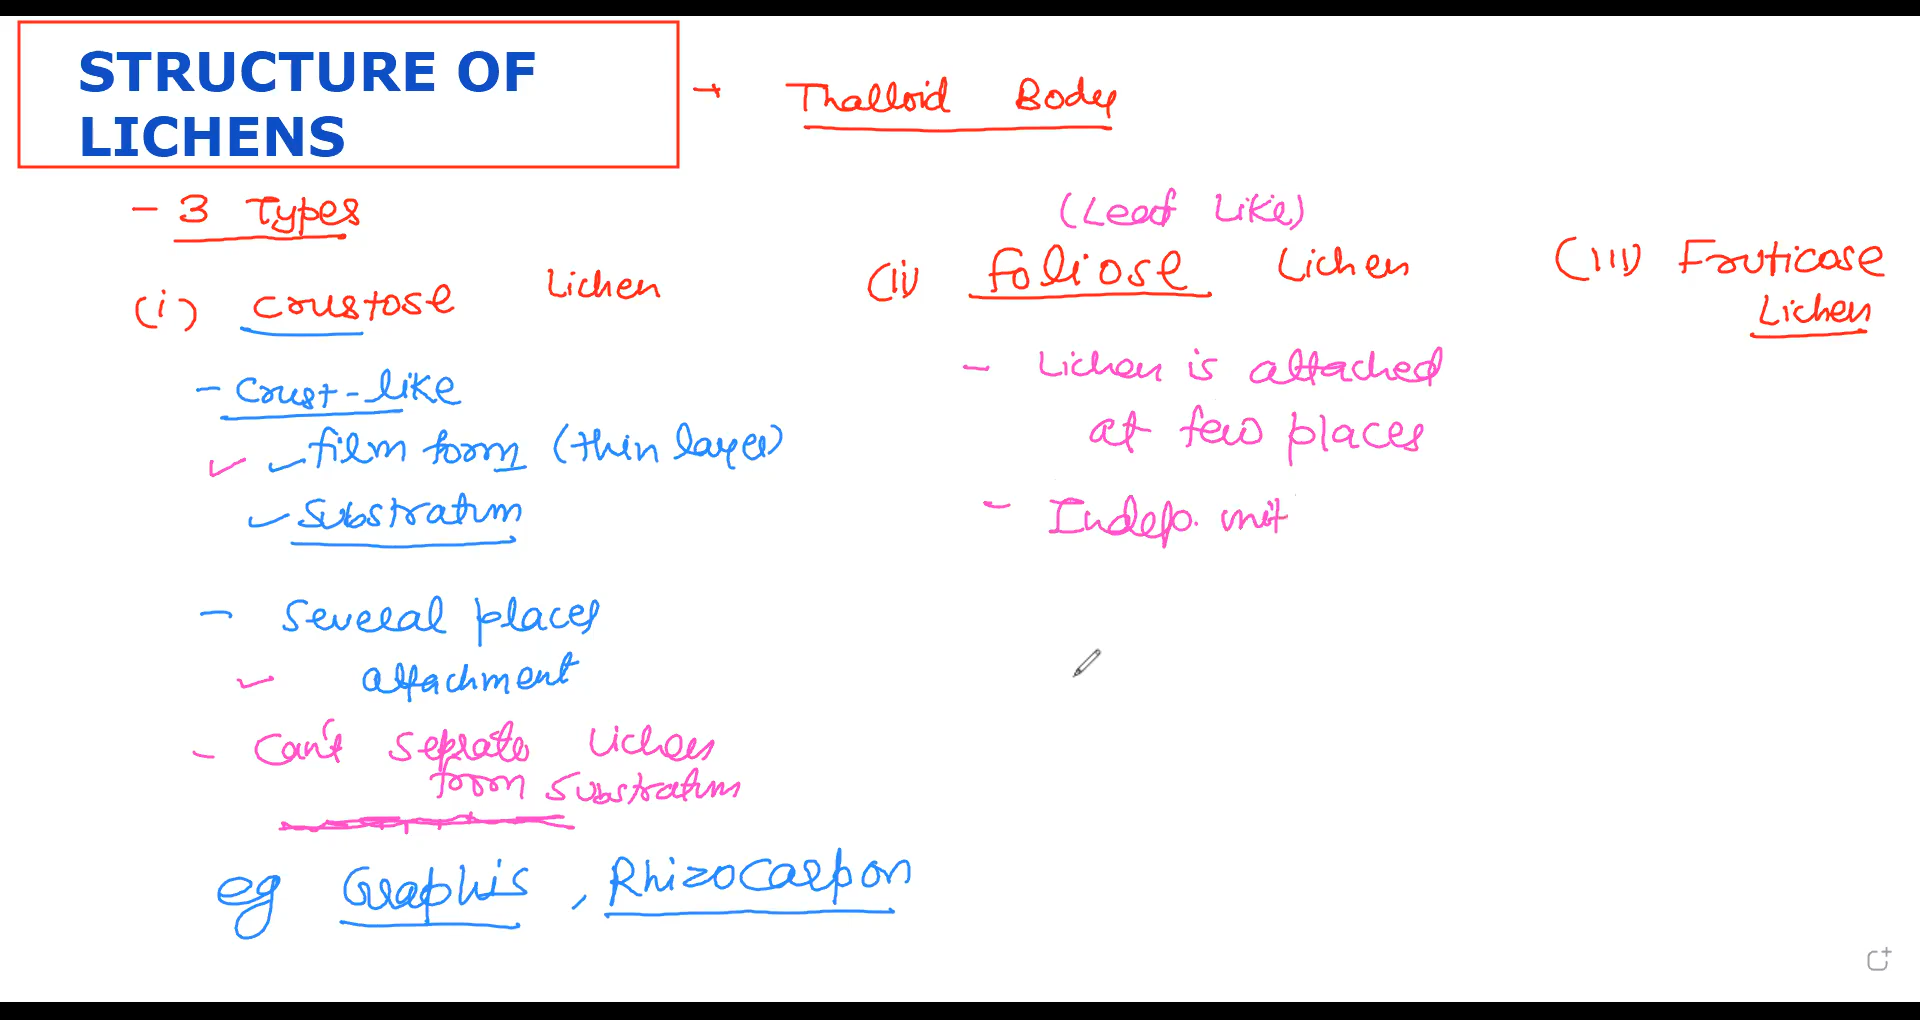 STRUCTURE OF
LICHENS
→ Thalloid Body
- 3 Types
(i) Crustose Lichen
- Crust-like
✓ ✓ film form (thin layer)
✓ Substratum
- Several places
✓ attachment
- Can't seprate Lichen
form Substratum
eg Graphis, Rhizocarpon
(Leaf Like)
(ii) foliose Lichen
- Lichen is attached
at few places
- Indep. unit
(iii) Fruticose
Lichen